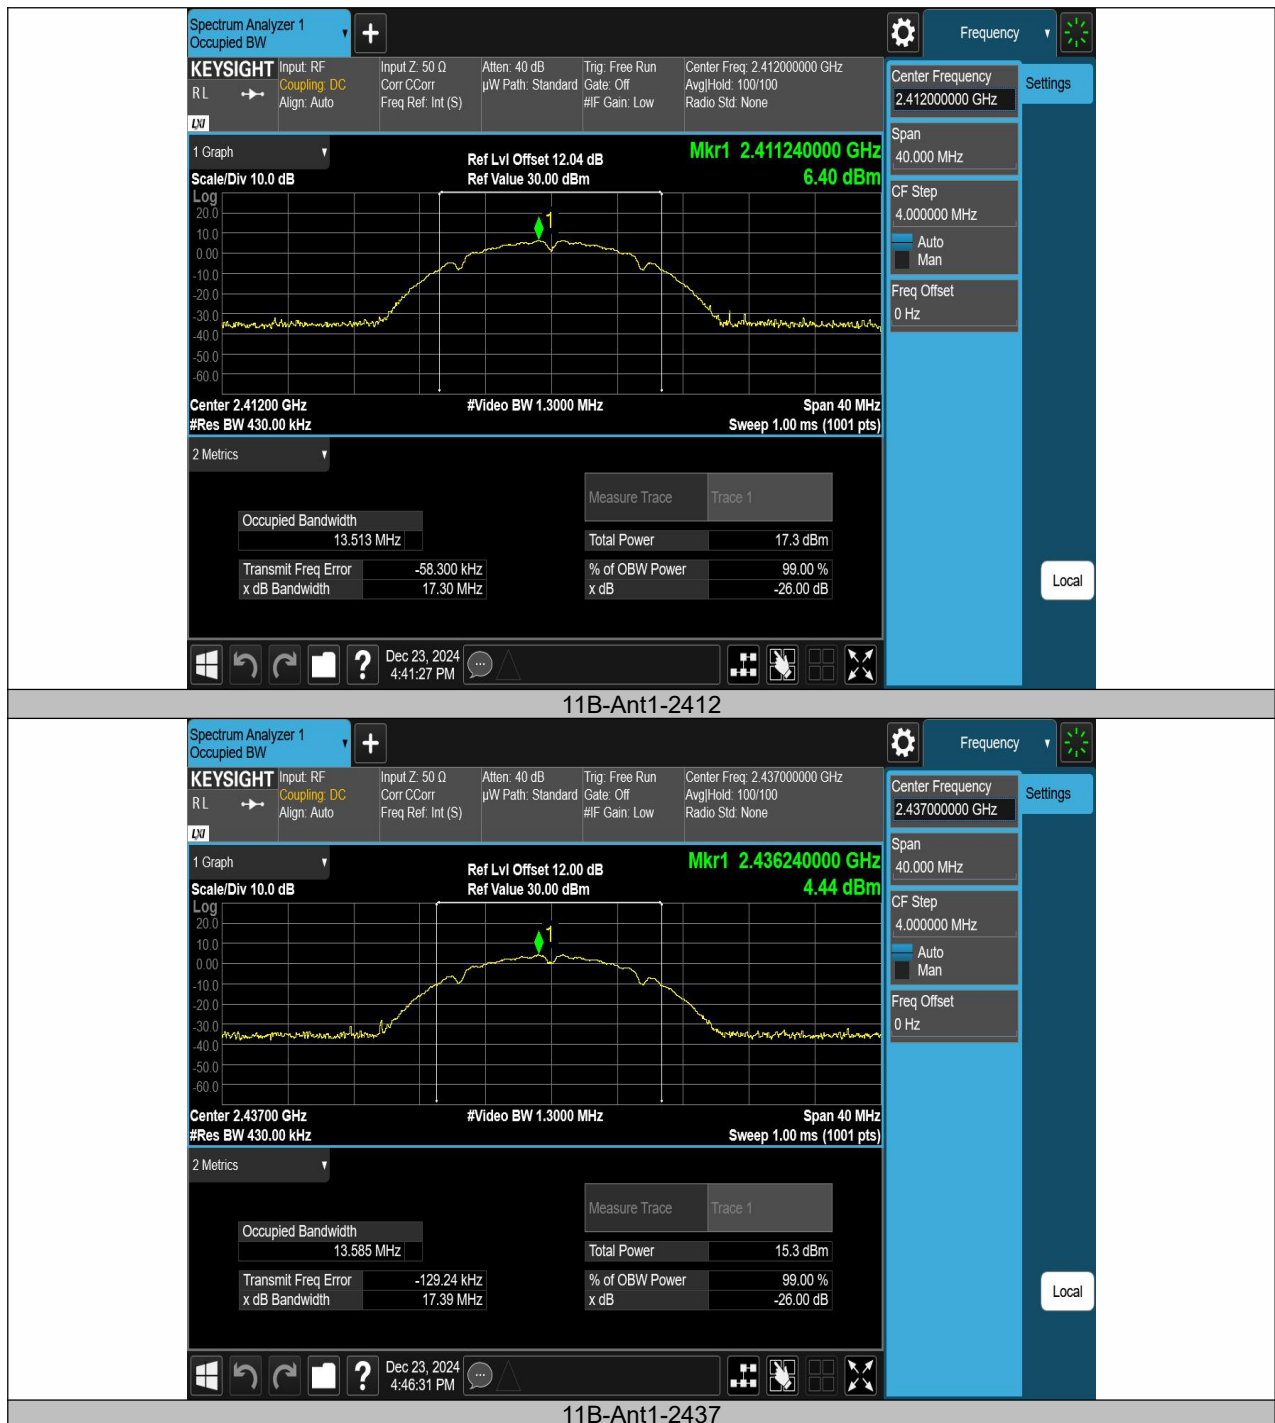 Spectrum Analyzer 1
Occupied BW
Frequency
KEYSIGHT
R L
LXI
Input: RF
Coupling: DC
Align: Auto
Input Z: 50 Ω
Corr CCorr
Freq Ref: Int (S)
Atten: 40 dB
µW Path: Standard
Trig: Free Run
Gate: Off
#IF Gain: Low
Center Freq: 2.412000000 GHz
Avg|Hold: 100/100
Radio Std: None
Center Frequency
2.412000000 GHz
Settings
Span
40.000 MHz
CF Step
4.000000 MHz
Auto
Man
Freq Offset
0 Hz
Local
1 Graph
Scale/Div 10.0 dB
Ref Lvl Offset 12.04 dB
Ref Value 30.00 dBm
Mkr1 2.411240000 GHz
6.40 dBm
Log
20.0
10.0
0.00
-10.0
-20.0
-30.0
-40.0
-50.0
-60.0
1
Center 2.41200 GHz
#Res BW 430.00 kHz
#Video BW 1.3000 MHz
Span 40 MHz
Sweep 1.00 ms (1001 pts)
2 Metrics
Measure Trace Trace 1
Occupied Bandwidth
13.513 MHz
Total Power 17.3 dBm
Transmit Freq Error -58.300 kHz
% of OBW Power 99.00 %
x dB Bandwidth 17.30 MHz
x dB -26.00 dB
Dec 23, 2024
4:41:27 PM
11B-Ant1-2412
Spectrum Analyzer 1
Occupied BW
Frequency
KEYSIGHT
R L
LXI
Input: RF
Coupling: DC
Align: Auto
Input Z: 50 Ω
Corr CCorr
Freq Ref: Int (S)
Atten: 40 dB
µW Path: Standard
Trig: Free Run
Gate: Off
#IF Gain: Low
Center Freq: 2.437000000 GHz
Avg|Hold: 100/100
Radio Std: None
Center Frequency
2.437000000 GHz
Settings
Span
40.000 MHz
CF Step
4.000000 MHz
Auto
Man
Freq Offset
0 Hz
Local
1 Graph
Scale/Div 10.0 dB
Ref Lvl Offset 12.00 dB
Ref Value 30.00 dBm
Mkr1 2.436240000 GHz
4.44 dBm
Log
20.0
10.0
0.00
-10.0
-20.0
-30.0
-40.0
-50.0
-60.0
1
Center 2.43700 GHz
#Res BW 430.00 kHz
#Video BW 1.3000 MHz
Span 40 MHz
Sweep 1.00 ms (1001 pts)
2 Metrics
Measure Trace Trace 1
Occupied Bandwidth
13.585 MHz
Total Power 15.3 dBm
Transmit Freq Error -129.24 kHz
% of OBW Power 99.00 %
x dB Bandwidth 17.39 MHz
x dB -26.00 dB
Dec 23, 2024
4:46:31 PM
11B-Ant1-2437